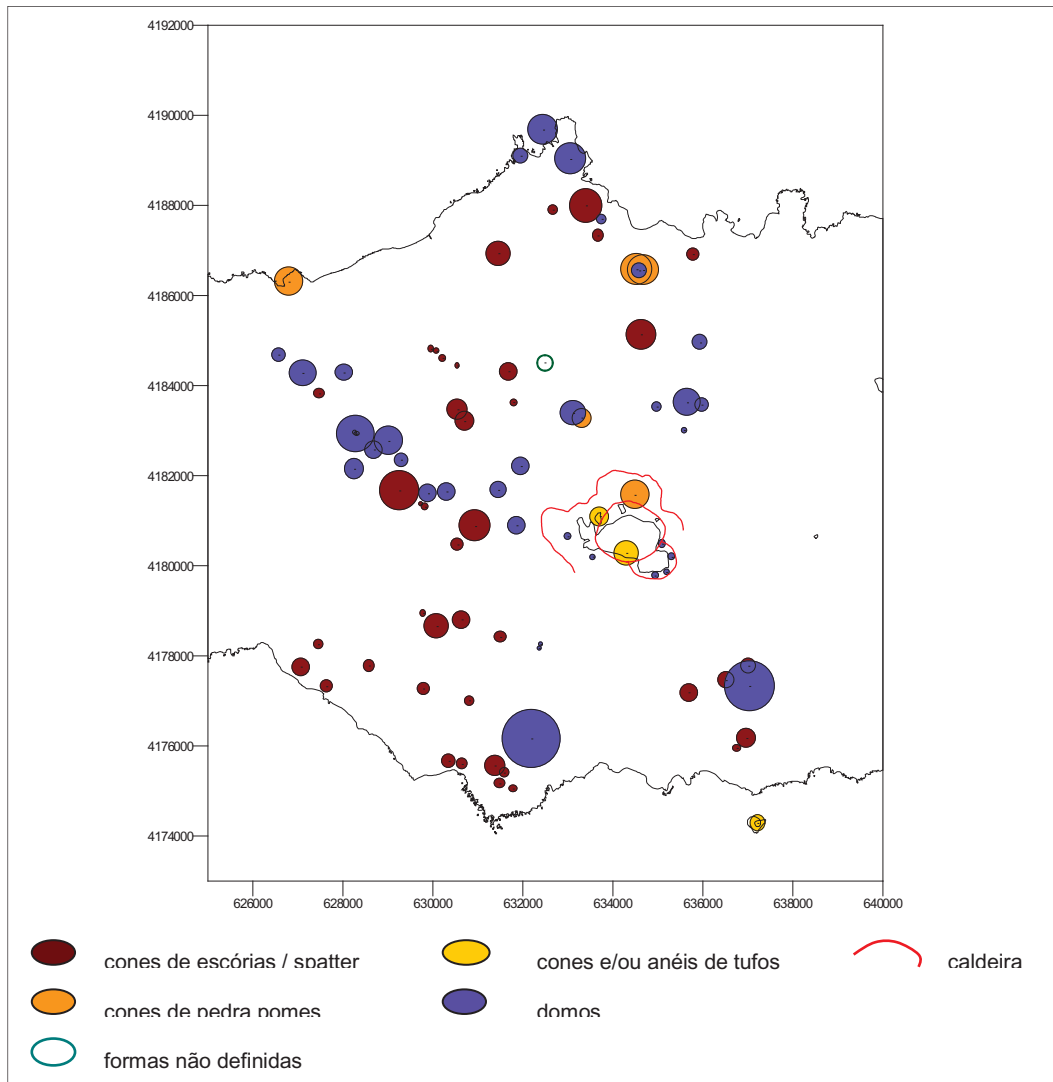 4192000
4190000
4188000
4186000
4184000
4182000
4180000
4178000
4176000
4174000
626000 628000 630000 632000 634000 636000 638000 640000
cones de escórias / spatter
cones e/ou anéis de tufos
caldeira
cones de pedra pomes
domos
formas não definidas